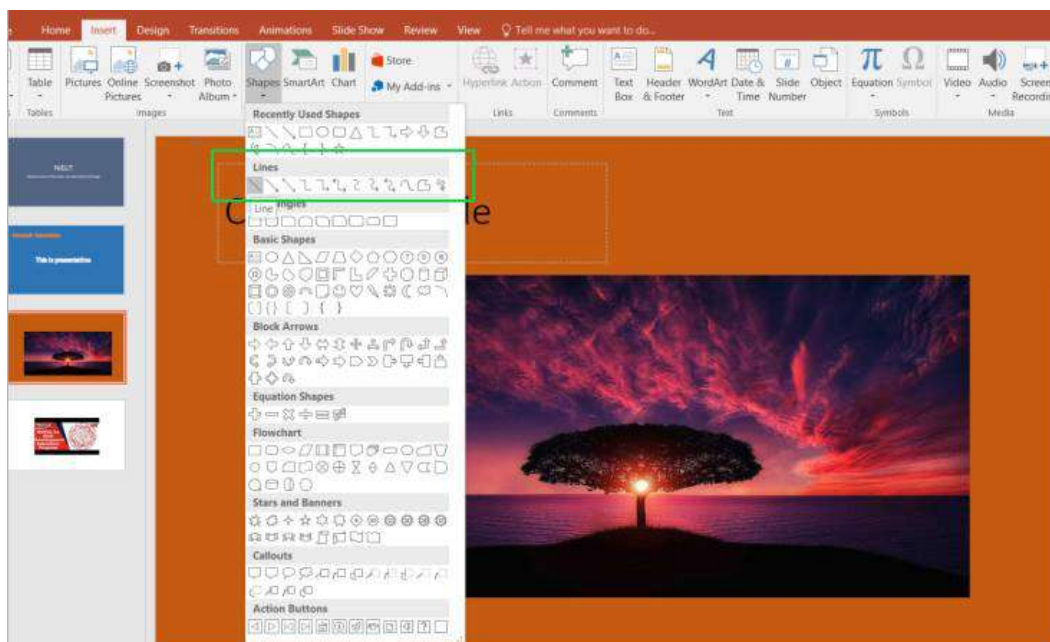 Home Insert Design Transitions Animations Slide Show Review View Tell me what you want to do...
Table Pictures Online Pictures Screenshot Photo Album Shapes SmartArt Chart Store My Add-ins Hyperlink Action Comment Text Box Header & Footer WordArt Date & Time Slide Number Object Equation Symbol Video Audio Screen
Tables Images Links Comments Text Symbols Media
Recently Used Shapes
Lines
Line
C le
Basic Shapes
Block Arrows
Equation Shapes
Flowchart
Stars and Banners
Callouts
Action Buttons
NELT
This is presentation